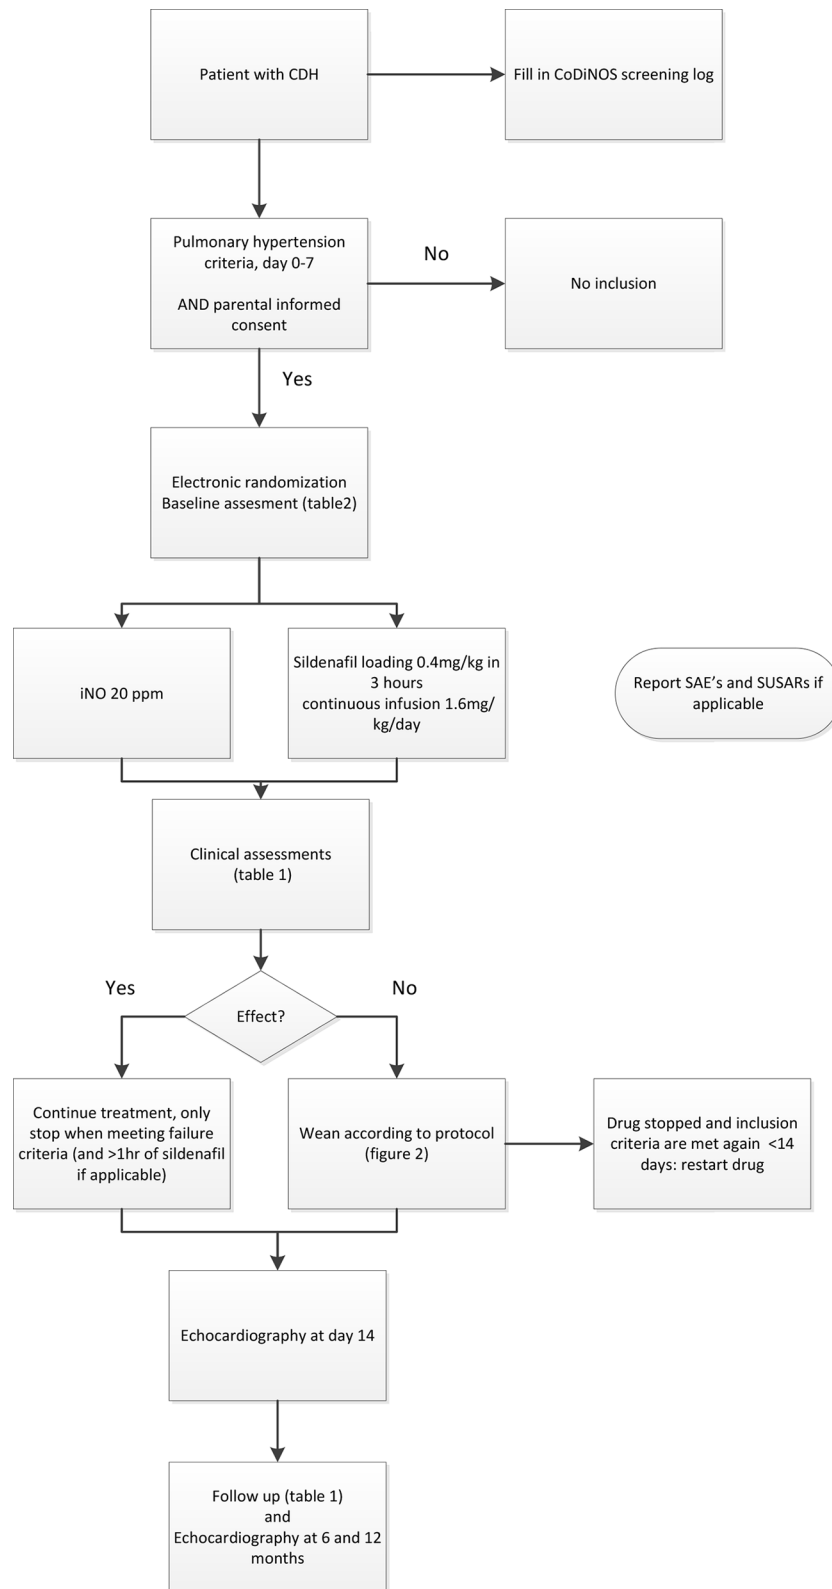 Patient with CDH
Fill in CoDiNOS screening log
Pulmonary hypertension
criteria, day 0-7
AND parental informed
consent
No
No inclusion
Yes
Electronic randomization
Baseline assesment (table2)
iNO 20 ppm
Sildenafil loading 0.4mg/kg in
3 hours
continuous infusion 1.6mg/
kg/day
Report SAE's and SUSARs if
applicable
Clinical assessments
(table 1)
Yes
Effect?
No
Continue treatment, only
stop when meeting failure
criteria (and >1hr of sildenafil
if applicable)
Wean according to protocol
(figure 2)
Drug stopped and inclusion
criteria are met again <14
days: restart drug
Echocardiography at day 14
Follow up (table 1)
and
Echocardiography at 6 and 12
months